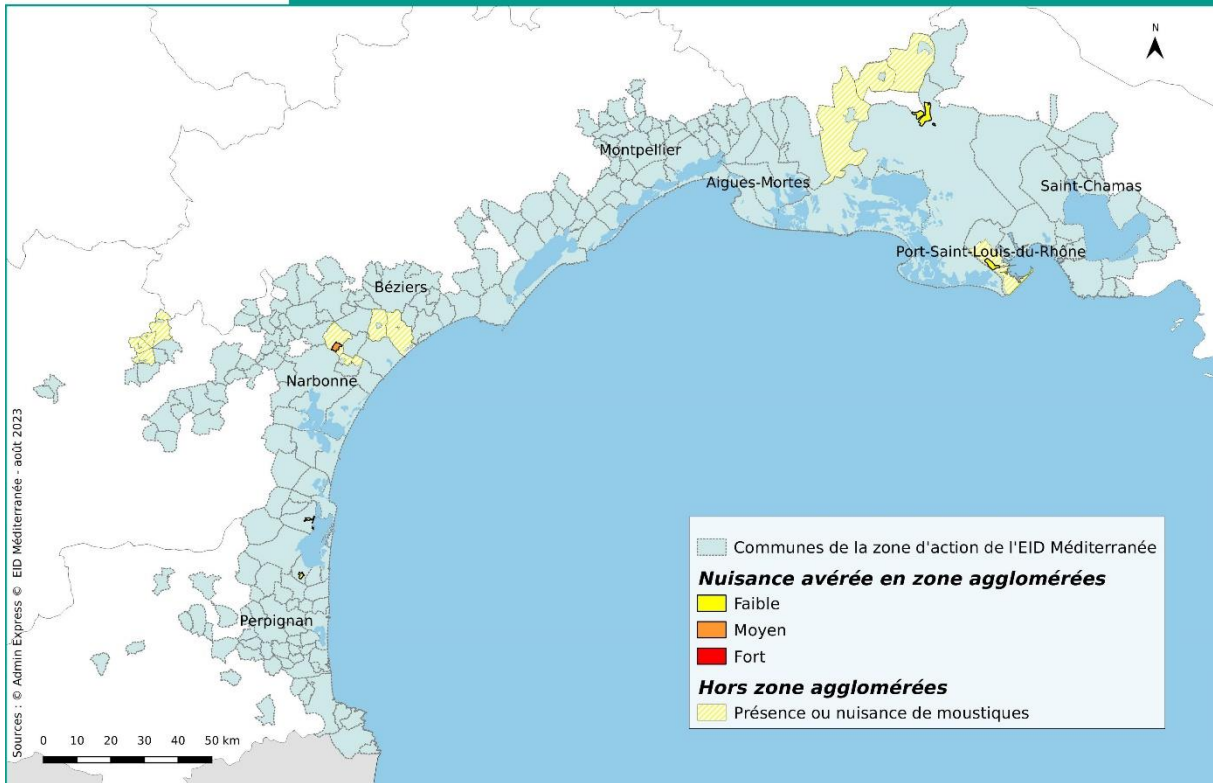 N
Montpellier
Aigues-Mortes
Saint-Chamas
Port-Saint-Louis-du-Rhône
Béziers
Narbonne
Perpignan
Sources : © Admin Express © EID Méditerranée - août 2023
0 10 20 30 40 50 km
Communes de la zone d'action de l'EID Méditerranée
Nuisance avérée en zone agglomérées
Faible
Moyen
Fort
Hors zone agglomérées
Présence ou nuisance de moustiques